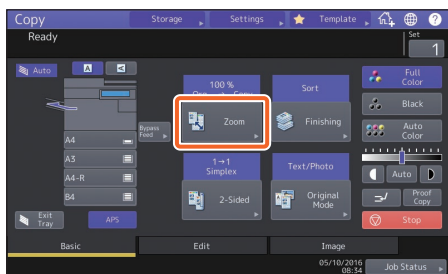 Copy
Storage
Settings
Template
Ready
Set
1
Auto
A
A
100 %
Sort
Full
Color
Zoom
Finishing
Black
Bypass
Feed
Auto
Color
A4
A3
A4-R
B4
1→1
Simplex
Text/Photo
2-Sided
Original
Mode
Auto
Proof
Copy
Exit
Tray
APS
Stop
Basic
Edit
Image
05/10/2016
08:34
Job Status